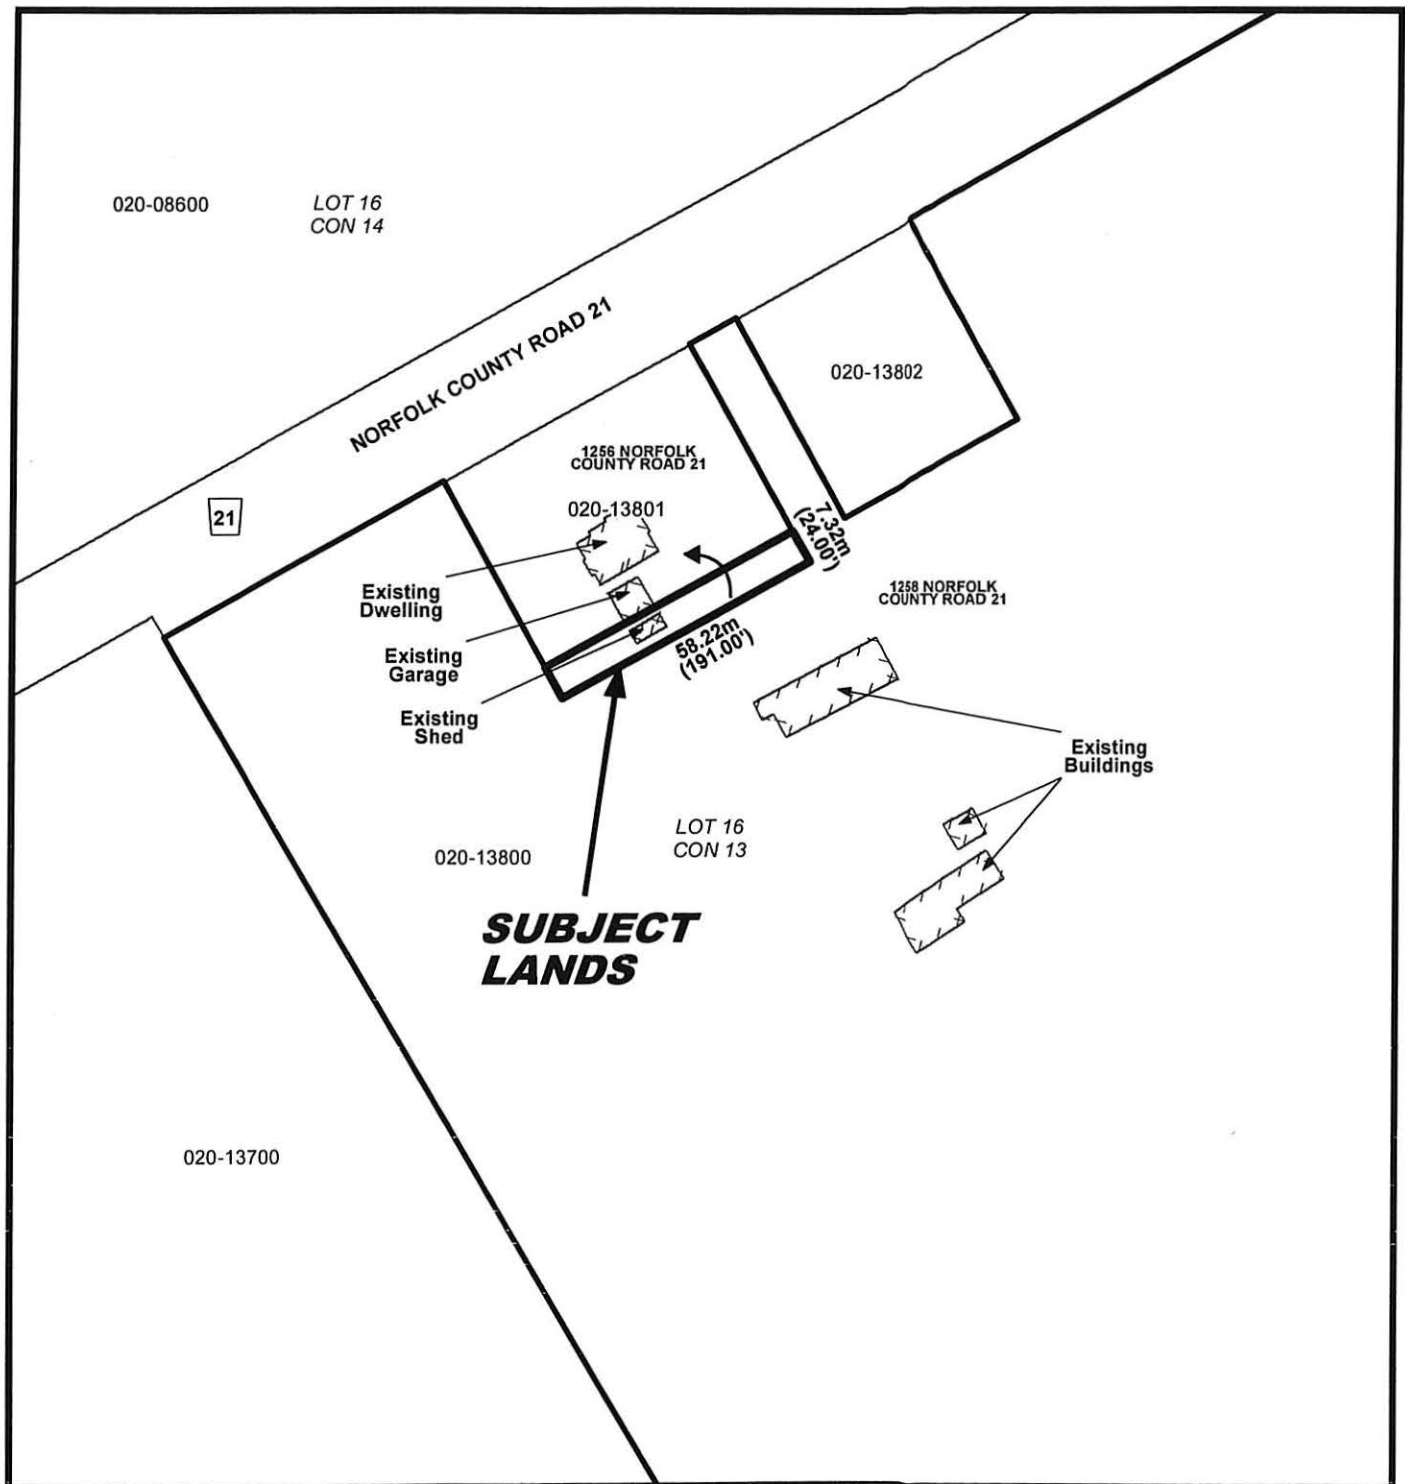 020-08600
LOT 16
CON 14
NORFOLK COUNTY ROAD 21
020-13802
1256 NORFOLK
COUNTY ROAD 21
020-13801
21
7.32m
(24.00')
Existing
Dwelling
1258 NORFOLK
COUNTY ROAD 21
58.22m
(191.00')
Existing
Garage
Existing
Shed
Existing
Buildings
LOT 16
CON 13
020-13800
SUBJECT
LANDS
020-13700